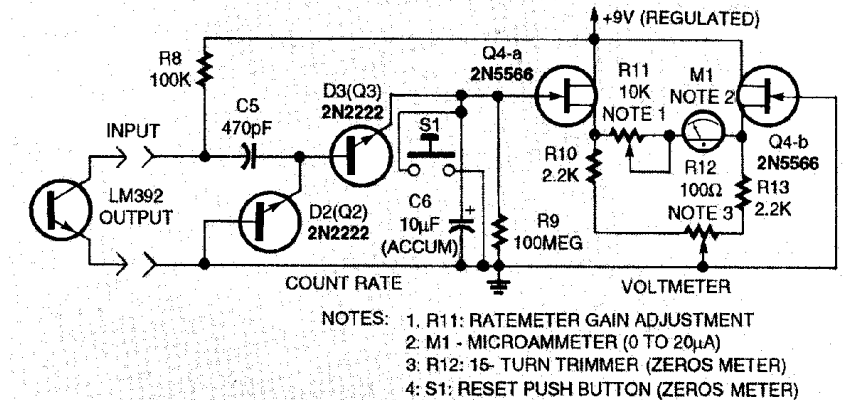 +9V (REGULATED)
R8
100K
Q4-a
2N5566
R11
10K
NOTE 1
M1
NOTE 2
D3(Q3)
2N2222
C5
470pF
INPUT
S1
Q4-b
2N5566
R10
2.2K
R12
100Ω
NOTE 3
R13
2.2K
LM392
OUTPUT
D2(Q2)
2N2222
C6
10µF
(ACCUM)
+
R9
100MEG
COUNT RATE
VOLTMETER
NOTES: 1. R11: RATEMETER GAIN ADJUSTMENT
2: M1 - MICROAMMETER (0 TO 20µA)
3: R12: 15- TURN TRIMMER (ZEROS METER)
4: S1: RESET PUSH BUTTON (ZEROS METER)